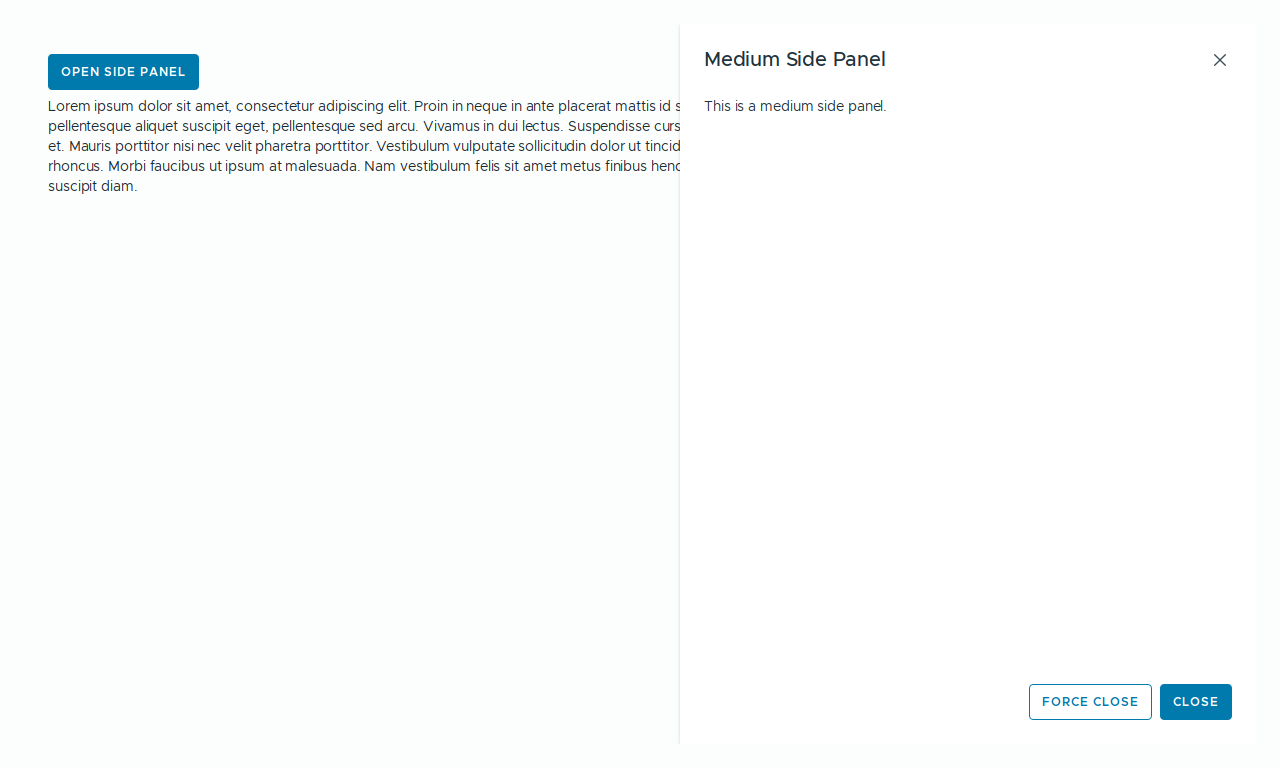 OPEN SIDE PANEL
Lorem ipsum dolor sit amet, consectetur adipiscing elit. Proin in neque in ante placerat mattis id
pellentesque aliquet suscipit eget, pellentesque sed arcu. Vivamus in dui lectus. Suspendisse
et. Mauris porttitor nisi nec velit pharetra porttitor. Vestibulum vulputate sollicitudin dolor ut
rhoncus. Morbi faucibus ut ipsum at malesuada. Nam vestibulum felis sit amet metus finibus
suscipit diam.
Medium Side Panel
This is a medium side panel.
FORCE CLOSE
CLOSE